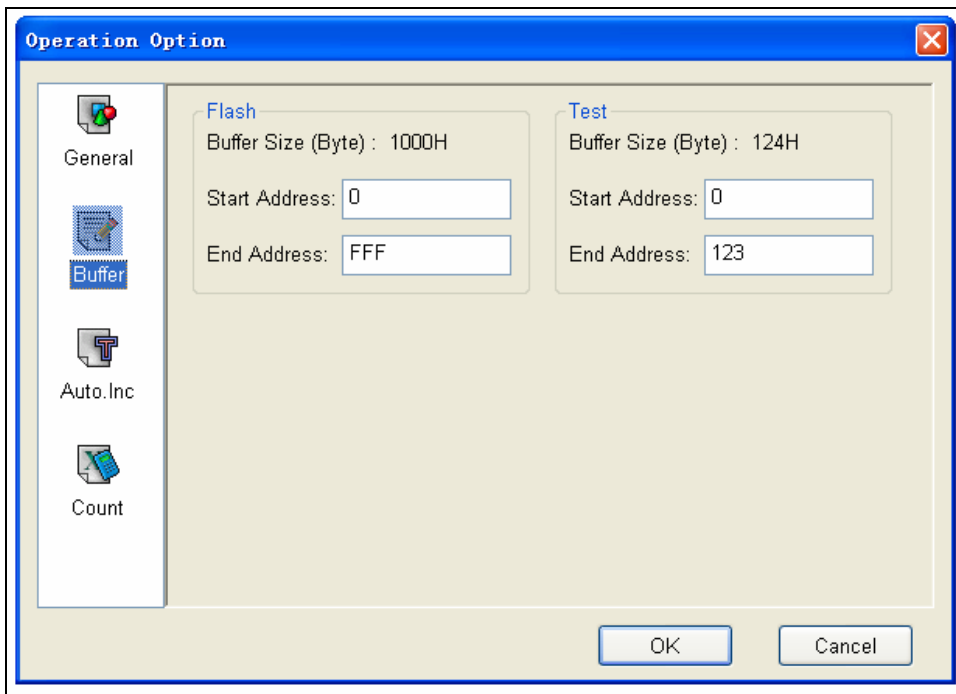 Operation Option
General
Buffer
Auto.Inc
Count
Flash
Buffer Size (Byte) : 1000H
Start Address: 0
End Address: FFF
Test
Buffer Size (Byte) : 124H
Start Address: 0
End Address: 123
OK
Cancel